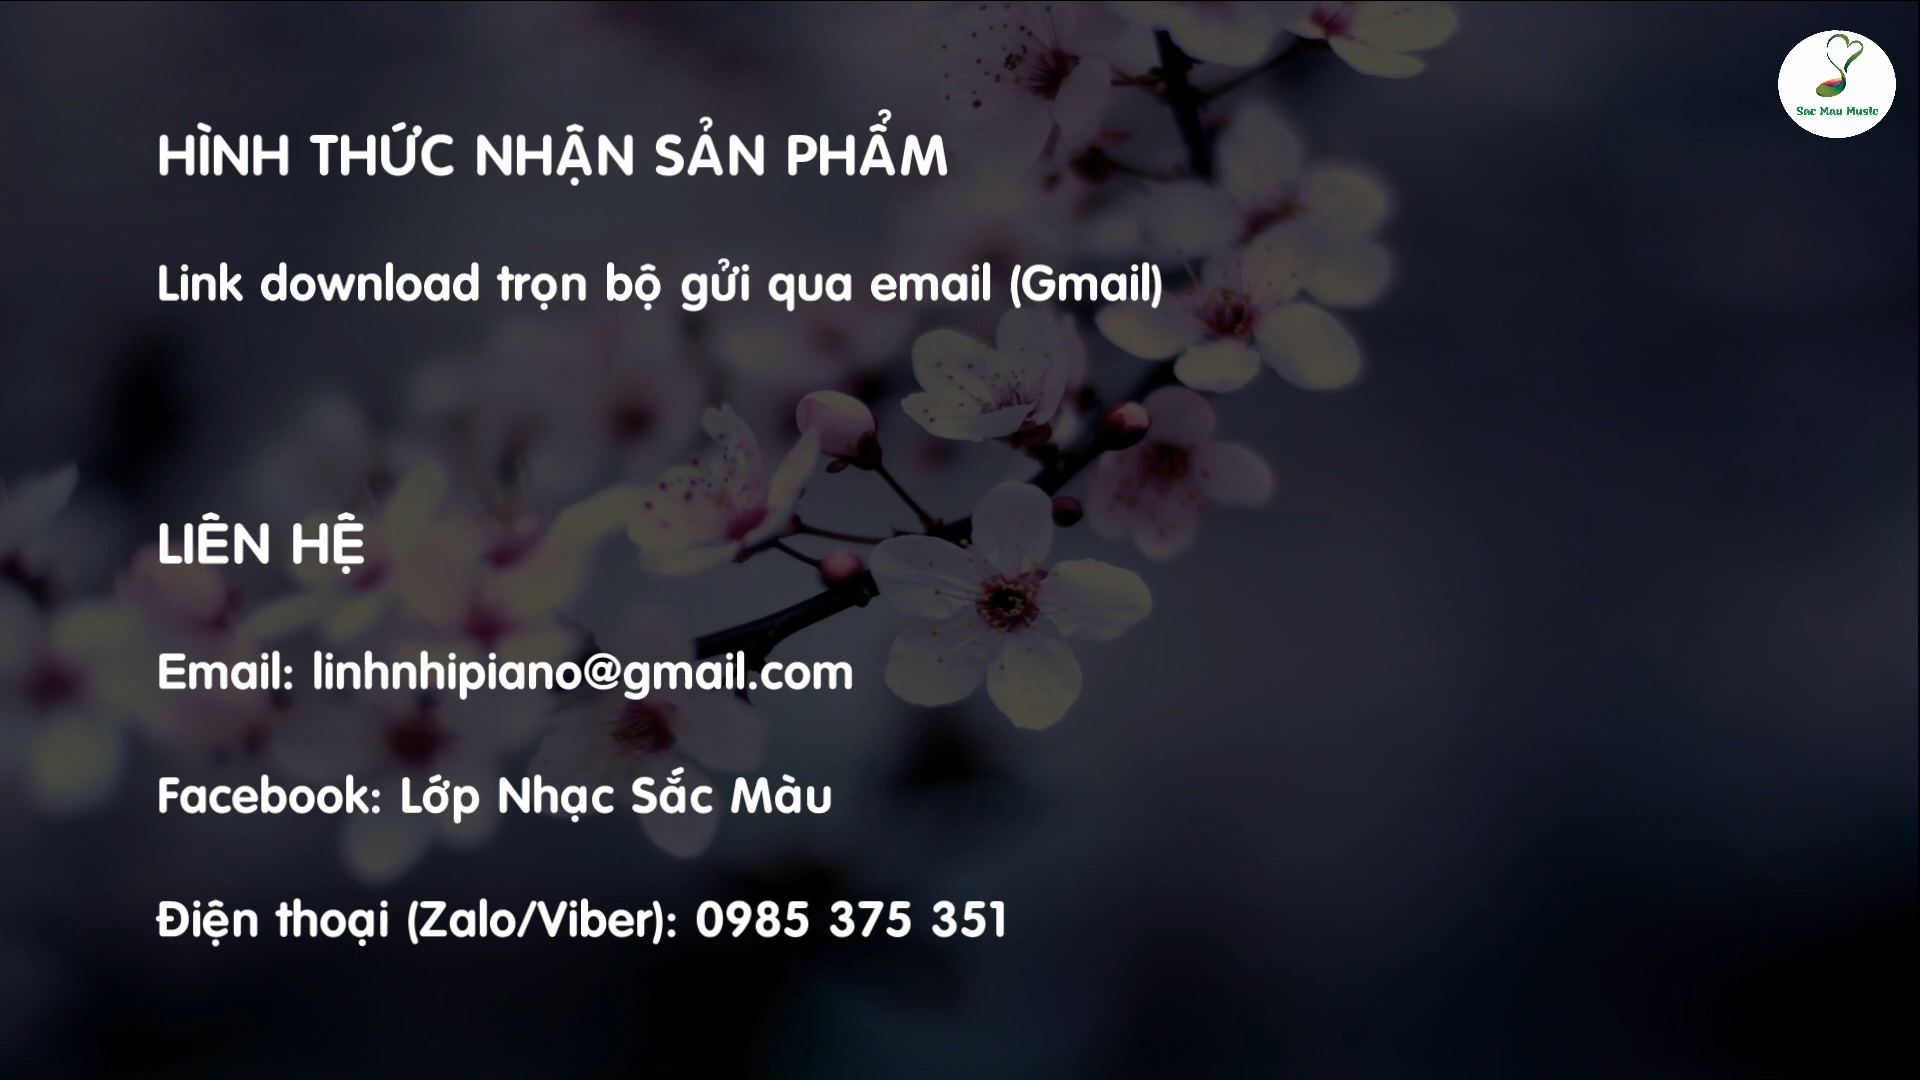 Sac Mau Music
HÌNH THỨC NHẬN SẢN PHẨM
Link download trọn bộ gửi qua email (Gmail)
LIÊN HỆ
Email: linhnhipiano@gmail.com
Facebook: Lớp Nhạc Sắc Màu
Điện thoại (Zalo/Viber): 0985 375 351